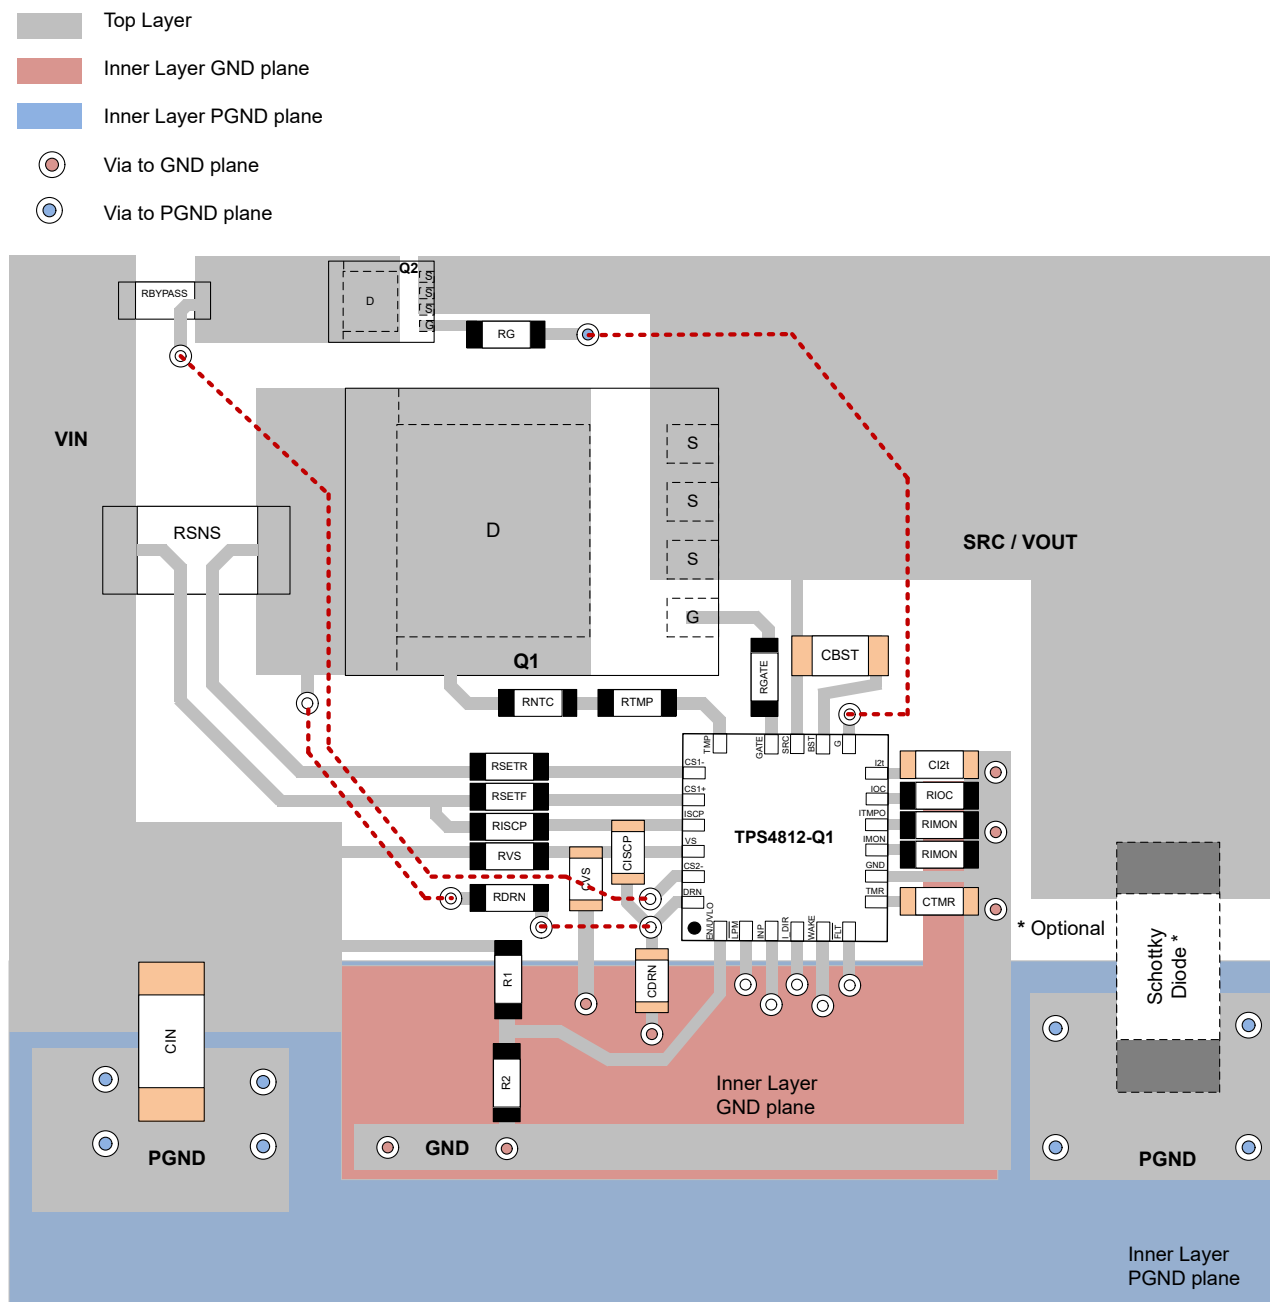 Top Layer
Inner Layer GND plane
Inner Layer PGND plane
Via to GND plane
Via to PGND plane
Q2
RBYPASS
D
S
S
S
G
RG
VIN
S
S
S
G
D
RSNS
SRC / VOUT
Q1
CBST
RGATE
RNTC
RTMP
TMP
GATE
SRC
BST
G
RSETR
CS1-
I2t
CI2t
RSETF
CS1+
IOC
RIOC
RISCP
ISCP
ITMPO
RIMON
CISCP
TPS4812-Q1
RVS
VS
IMON
RIMON
CVS
CS2-
GND
RDRN
DRN
TMR
CTMR
EN/UVLO
LPM
INP
I_DIR
WAKE
FLT
* Optional
Schottky
Diode *
R1
CDRN
CIN
R2
Inner Layer
GND plane
GND
PGND
PGND
Inner Layer
PGND plane